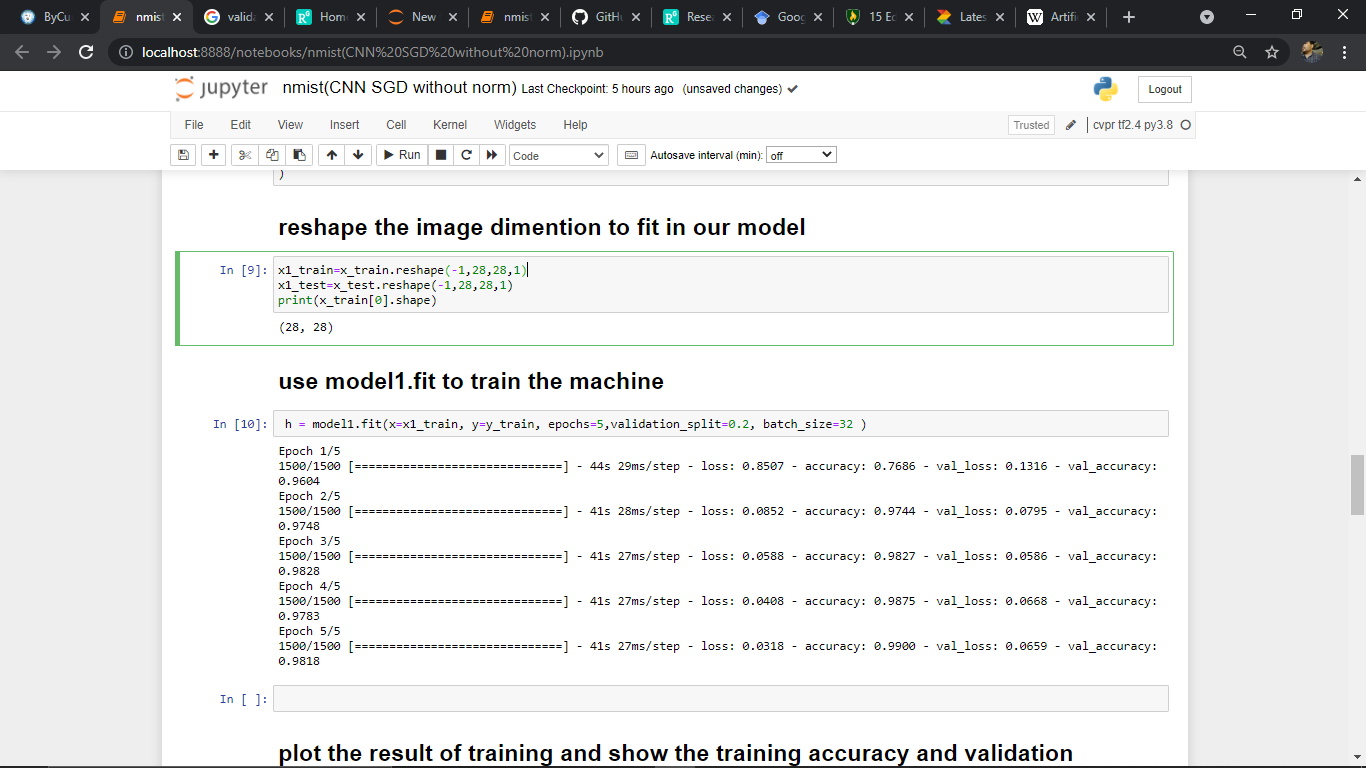 ByCu
nmis
valida
Hom
New
nmis
GitHu
Rese
Goog
15 Ec
Lates
Artifi
localhost:8888/notebooks/nmist(CNN%20SGD%20without%20norm).ipynb
jupyter nmist(CNN SGD without norm) Last Checkpoint: 5 hours ago (unsaved changes)
Logout
File Edit View Insert Cell Kernel Widgets Help
Trusted
cvpr tf2.4 py3.8
Run
Code
Autosave interval (min): off
)
reshape the image dimention to fit in our model
In [9]: x1_train=x_train.reshape(-1,28,28,1)
x1_test=x_test.reshape(-1,28,28,1)
print(x_train[0].shape)
(28, 28)
use model1.fit to train the machine
In [10]: h = model1.fit(x=x1_train, y=y_train, epochs=5,validation_split=0.2, batch_size=32 )
Epoch 1/5
1500/1500 [==============================] - 44s 29ms/step - loss: 0.8507 - accuracy: 0.7686 - val_loss: 0.1316 - val_accuracy:
0.9604
Epoch 2/5
1500/1500 [==============================] - 41s 28ms/step - loss: 0.0852 - accuracy: 0.9744 - val_loss: 0.0795 - val_accuracy:
0.9748
Epoch 3/5
1500/1500 [==============================] - 41s 27ms/step - loss: 0.0588 - accuracy: 0.9827 - val_loss: 0.0586 - val_accuracy:
0.9828
Epoch 4/5
1500/1500 [==============================] - 41s 27ms/step - loss: 0.0408 - accuracy: 0.9875 - val_loss: 0.0668 - val_accuracy:
0.9783
Epoch 5/5
1500/1500 [==============================] - 41s 27ms/step - loss: 0.0318 - accuracy: 0.9900 - val_loss: 0.0659 - val_accuracy:
0.9818
In [ ]:
plot the result of training and show the training accuracy and validation